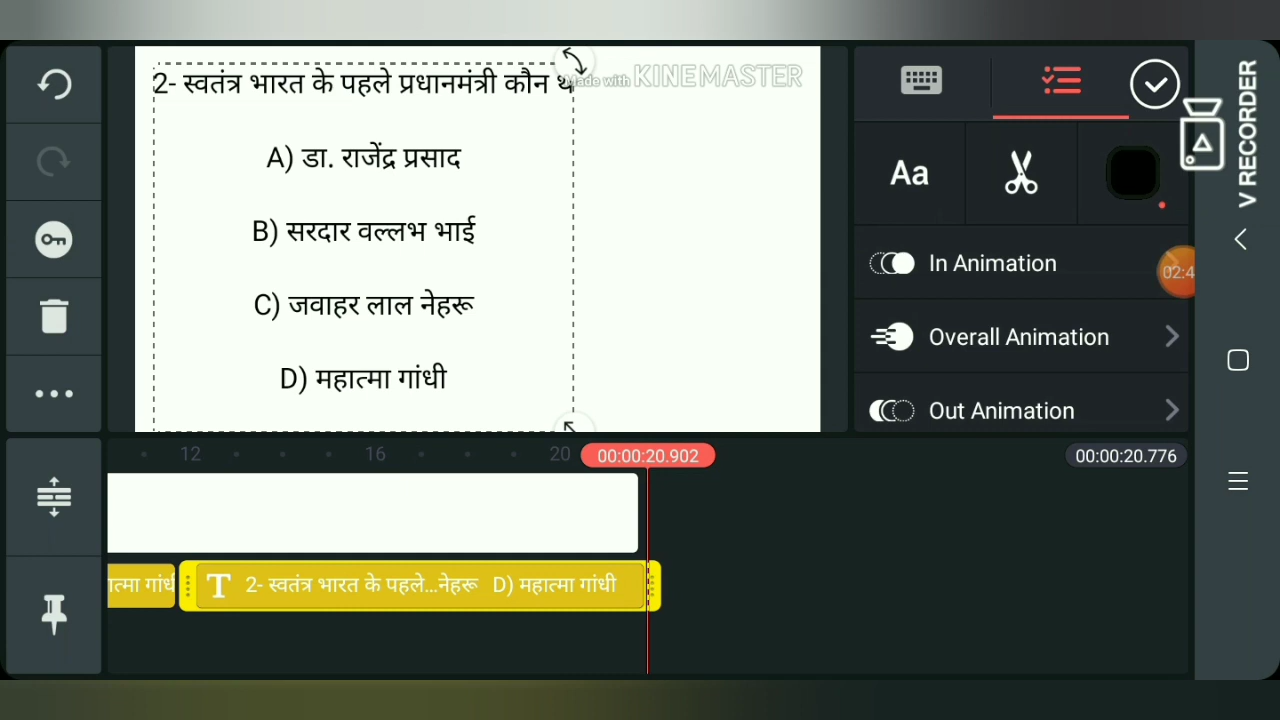 2- स्वतंत्र भारत के पहले प्रधानमंत्री कौन
Made with KINEMASTER
A) डा. राजेंद्र प्रसाद
B) सरदार वल्लभ भाई
C) जवाहर लाल नेहरू
D) महात्मा गांधी
Aa
In Animation
Overall Animation
Out Animation
V RECORDER
02:4
12
16
20
00:00:20.902
00:00:20.776
T 2- स्वतंत्र भारत के पहले...नेहरू D) महात्मा गांधी